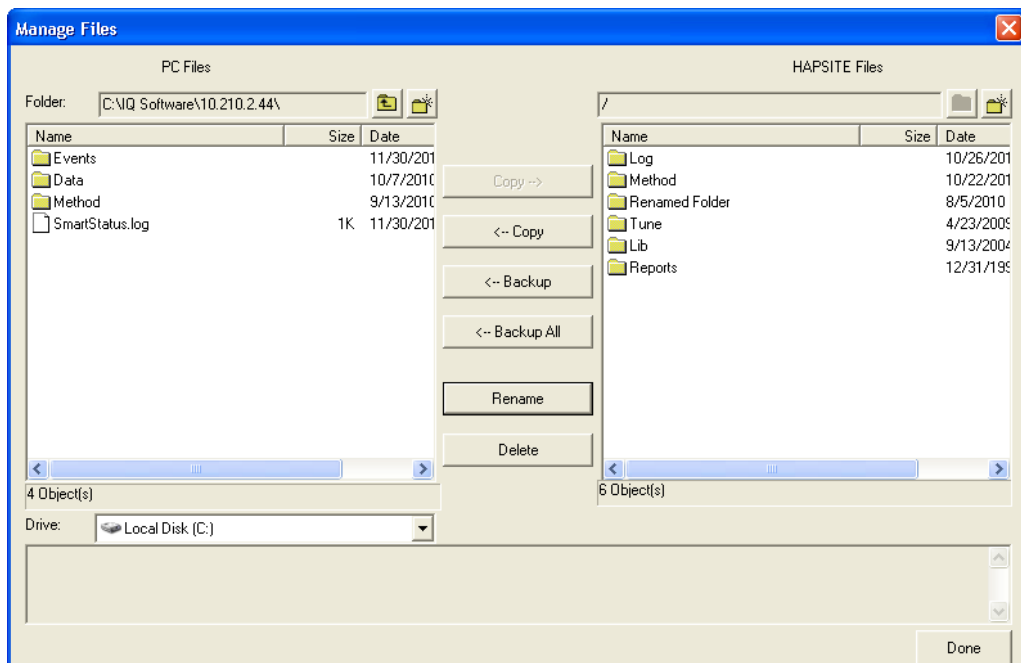 Manage Files
PC Files
HAPSITE Files
Folder:
C:\IQ Software\10.210.2.44\
/
Name Size Date
Events 11/30/201
Data 10/7/2010
Method 9/13/2010
SmartStatus.log 1K 11/30/201
4 Object(s)
Drive:
Local Disk (C:)
Copy -->
<-- Copy
<-- Backup
<-- Backup All
Rename
Delete
Name Size Date
Log 10/26/201
Method 10/22/201
Renamed Folder 8/5/2010
Tune 4/23/2009
Lib 9/13/2004
Reports 12/31/199
6 Object(s)
Done